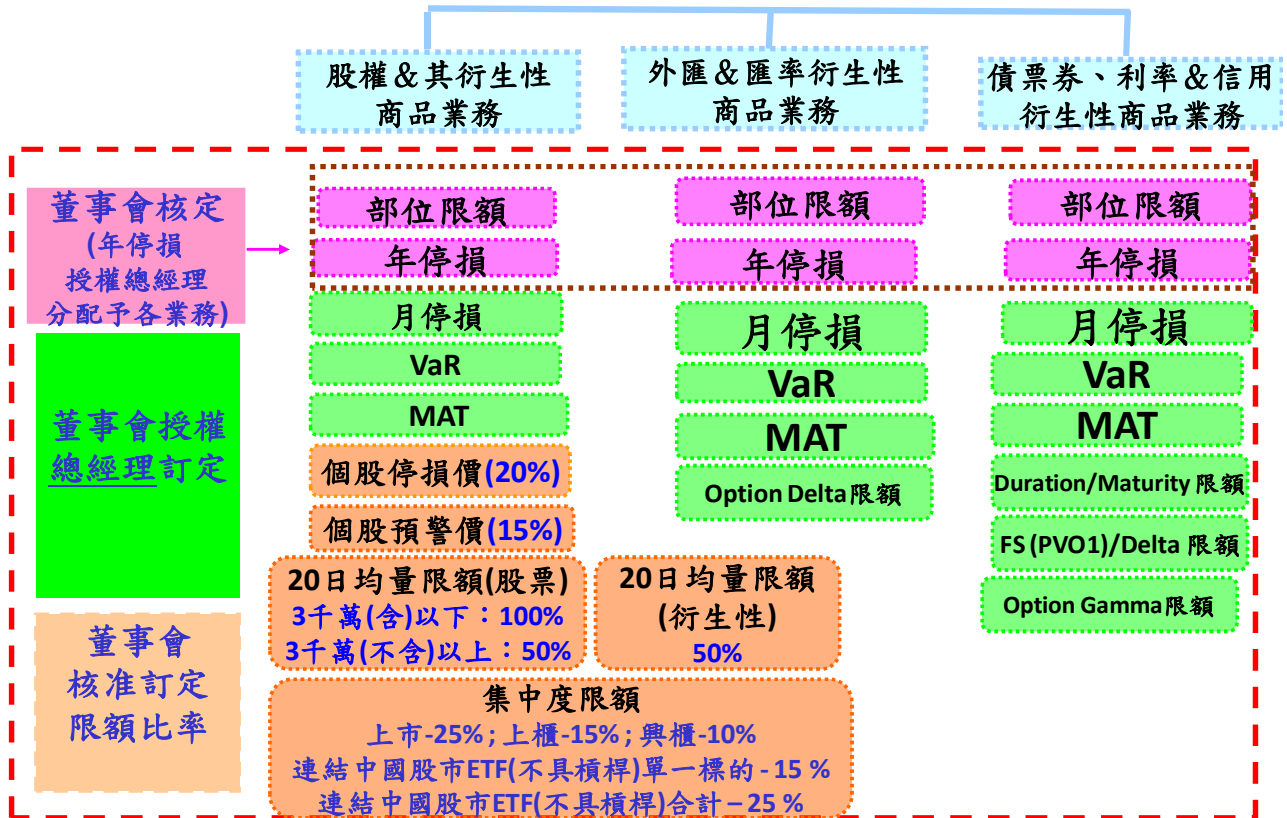 股權＆其衍生性
商品業務
外匯＆匯率衍生性
商品業務
債票券、利率＆信用
衍生性商品業務
董事會核定
(年停損
授權總經理
分配予各業務)
部位限額
年停損
部位限額
年停損
部位限額
年停損
董事會授權
總經理訂定
月停損
VaR
MAT
月停損
VaR
MAT
Option Delta限額
月停損
VaR
MAT
Duration/Maturity 限額
FS (PVO1)/Delta 限額
Option Gamma限額
董事會
核准訂定
限額比率
個股停損價(20%)
個股預警價(15%)
20日均量限額(股票)
3千萬(含)以下：100%
3千萬(不含)以上：50%
20日均量限額
(衍生性)
50%
集中度限額
上市-25% ; 上櫃-15% ; 興櫃-10%
連結中國股市ETF(不具槓桿)單一標的 - 15 %
連結中國股市ETF(不具槓桿)合計 – 25 %